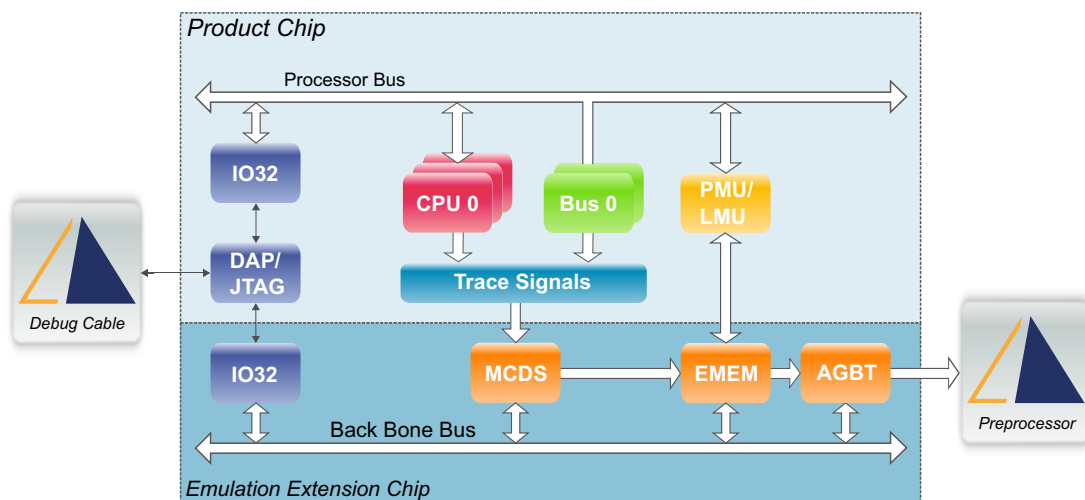 Product Chip
Processor Bus
IO32
CPU 0
Bus 0
PMU/
LMU
DAP/
JTAG
Trace Signals
Debug Cable
IO32
MCDS
EMEM
AGBT
Preprocessor
Back Bone Bus
Emulation Extension Chip